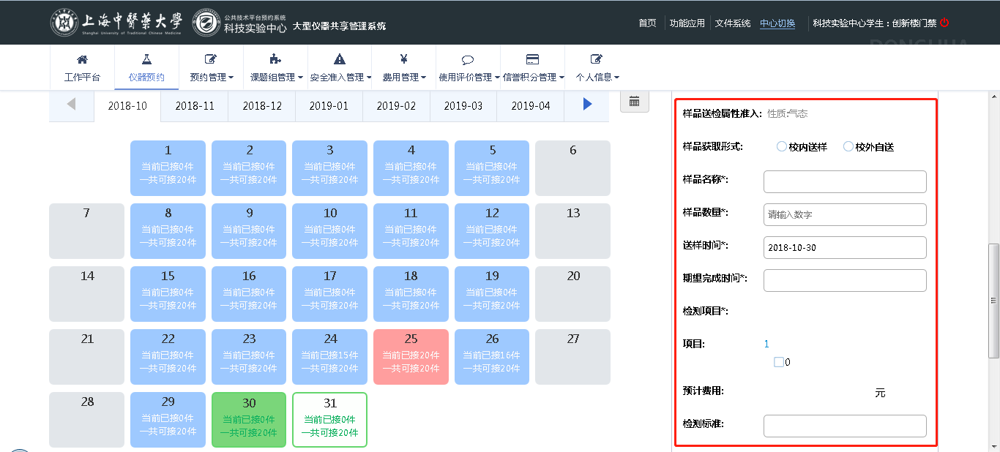 上海中醫藥大學
Shanghai University of Traditional Chinese Medicine
公共技术平台预约系统
科技实验中心
大型仪器共享管理系统
首页 功能应用 文件系统 中心切换 科技实验中心学生：创新楼门禁
DONGHUA
工作平台 仪器预约 预约管理 课题组管理 安全准入管理 费用管理 使用评价管理 信誉积分管理 个人信息
2018-10 2018-11 2018-12 2019-01 2019-02 2019-03 2019-04
1 2 3 4 5 6
当前已接0件 当前已接0件 当前已接0件 当前已接0件 当前已接0件
一共可接20件 一共可接20件 一共可接20件 一共可接20件 一共可接20件
7 8 9 10 11 12 13
当前已接0件 当前已接0件 当前已接0件 当前已接0件 当前已接0件
一共可接20件 一共可接20件 一共可接20件 一共可接20件 一共可接20件
14 15 16 17 18 19 20
当前已接0件 当前已接0件 当前已接0件 当前已接0件 当前已接0件
一共可接20件 一共可接20件 一共可接20件 一共可接20件 一共可接20件
21 22 23 24 25 26 27
当前已接0件 当前已接0件 当前已接15件 当前已接20件 当前已接16件
一共可接20件 一共可接20件 一共可接20件 一共可接20件 一共可接20件
28 29 30 31
当前已接0件 当前已接0件 当前已接0件
一共可接20件 一共可接20件 一共可接20件
样品送检属性准入: 性质:气态
样品获取形式: 校内送样 校外自送
样品名称*:
样品数量*: 请输入数字
送样时间*: 2018-10-30
期望完成时间*:
检测项目*:
项目: 1
0
预计费用: 元
检测标准: